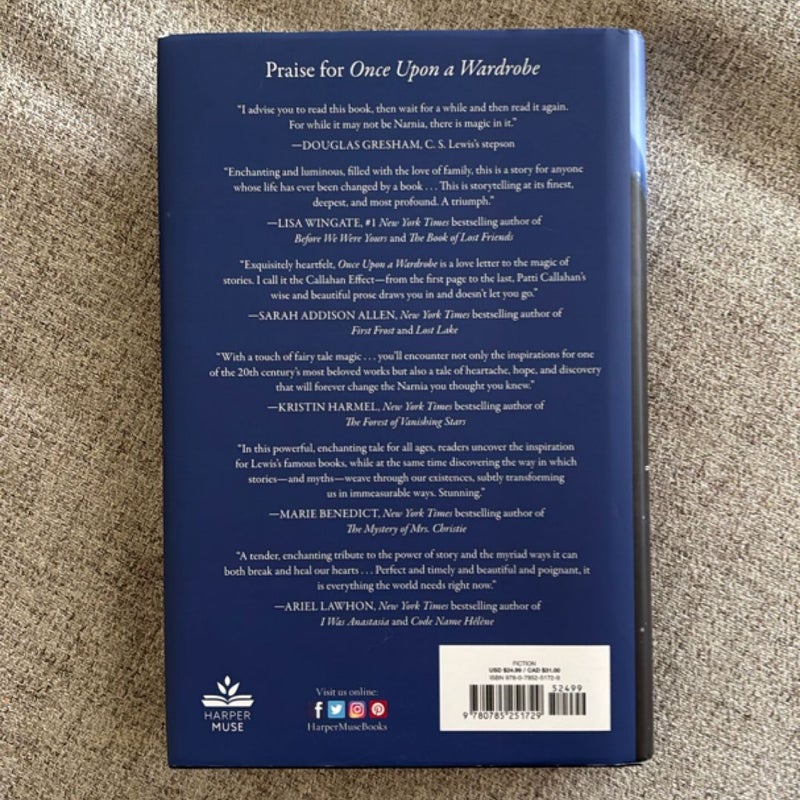 Praise for Once Upon a Wardrobe
“I advise you to read this book, then wait for a while and then read it again.
For while it may not be Narnia, there is magic in it.”
—DOUGLAS GRESHAM, C. S. Lewis’s stepson
“Enchanting and luminous, filled with the love of family, this is a story for anyone
whose life has ever been changed by a book . . . This is storytelling at its finest,
deepest, and most profound. A triumph.”
—LISA WINGATE, #1 New York Times bestselling author of
Before We Were Yours and The Book of Lost Friends
“Exquisitely heartfelt, Once Upon a Wardrobe is a love letter to the magic of
stories. I call it the Callahan Effect—from the first page to the last, Patti Callahan’s
wise and beautiful prose draws you in and doesn’t let you go.”
—SARAH ADDISON ALLEN, New York Times bestselling author of
First Frost and Lost Lake
“With a touch of fairy tale magic . . . you’ll encounter not only the inspirations for one
of the 20th century’s most beloved works but also a tale of heartache, hope, and discovery
that will forever change the Narnia you thought you knew.”
—KRISTIN HARMEL, New York Times bestselling author of
The Forest of Vanishing Stars
“In this powerful, enchanting tale for all ages, readers uncover the inspiration
for Lewis’s famous books, while at the same time discovering the way in which
stories—and myths—weave through our existences, subtly transforming
us in immeasurable ways. Stunning.”
—MARIE BENEDICT, New York Times bestselling author of
The Mystery of Mrs. Christie
“A tender, enchanting tribute to the power of story and the myriad ways it can
both break and heal our hearts . . . Perfect and timely and beautiful and poignant, it
is everything the world needs right now.”
—ARIEL LAWHON, New York Times bestselling author of
I Was Anastasia and Code Name Hélène
HARPER
MUSE
Visit us online:
HarperMuseBooks
FICTION
USD $24.99 / CAD $31.00
ISBN 978-0-7852-5172-9
52499
9 780785 251729